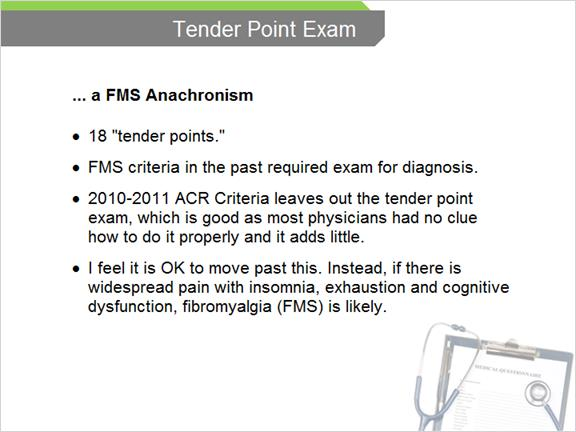 Tender Point Exam
... a FMS Anachronism
• 18 "tender points."
• FMS criteria in the past required exam for diagnosis.
• 2010-2011 ACR Criteria leaves out the tender point
exam, which is good as most physicians had no clue
how to do it properly and it adds little.
• I feel it is OK to move past this. Instead, if there is
widespread pain with insomnia, exhaustion and cognitive
dysfunction, fibromyalgia (FMS) is likely.
MEDICAL QUESTIONNAIRE